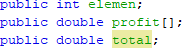 public int elemen;
public double profit[];
public double total;